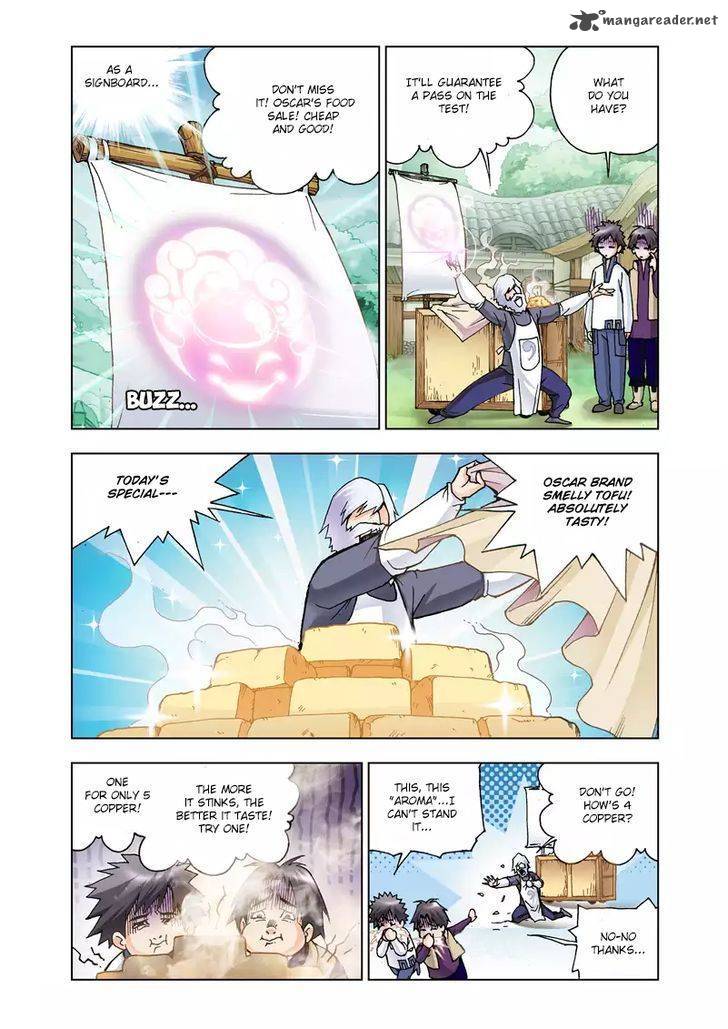 mangareader.net
AS A
SIGNBOARD...
DON'T MISS
IT! OSCAR'S FOOD
SALE! CHEAP
AND GOOD!
BUZZ...
IT'LL GUARANTEE
A PASS ON THE
TEST!
WHAT
DO YOU
HAVE?
TODAY'S
SPECIAL---
OSCAR BRAND
SMELLY TOFU!
ABSOLUTELY
TASTY!
ONE
FOR ONLY 5
COPPER!
THE MORE
IT STINKS, THE
BETTER IT TASTE!
TRY ONE!
THIS, THIS
"AROMA"...I
CAN'T STAND
IT...
DON'T GO!
HOW'S 4
COPPER?
NO-NO
THANKS...